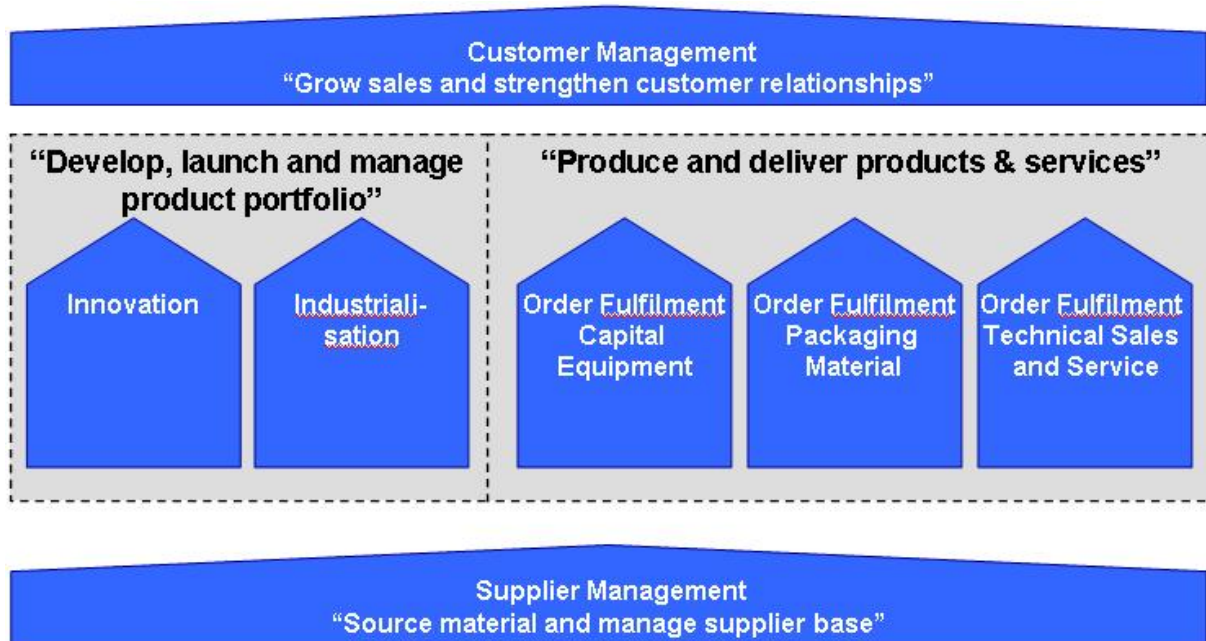 Customer Management
“Grow sales and strengthen customer relationships”
“Develop, launch and manage
product portfolio”
“Produce and deliver products & services”
Innovation
Industriali-
sation
Order Fulfilment
Capital
Equipment
Order Fulfilment
Packaging
Material
Order Fulfilment
Technical Sales
and Service
Supplier Management
“Source material and manage supplier base”